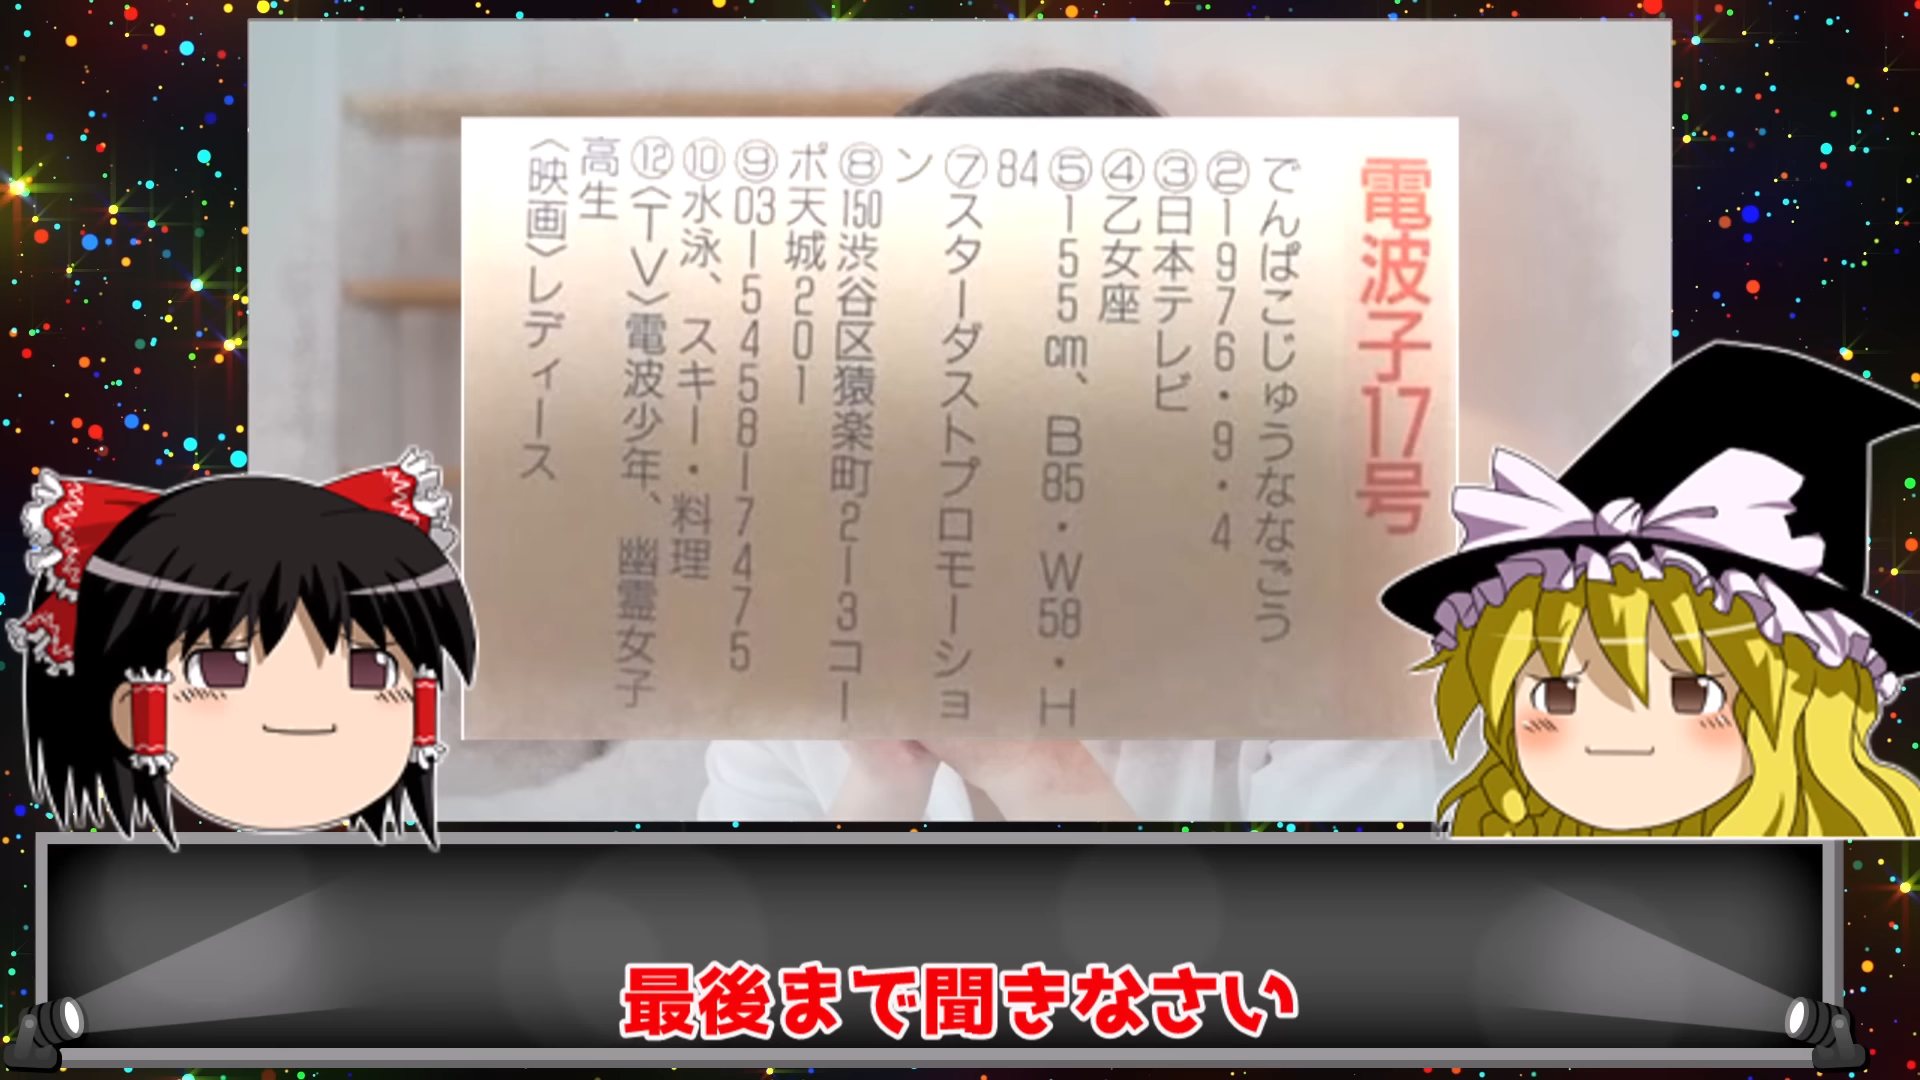 電波子17号
でんぱこじゅうななごう
②1976・9・4
③日本テレビ
④乙女座
⑤155cm、B85・W58・H
84
⑦スターダストプロモーショ
ン
⑧150渋谷区猿楽町2−3コー
ポ天城201
⑨03−5458−7475
⑩水泳、スキー・料理
⑫〈TV〉電波少年、幽霊女子
高生
〈映画〉レディース
最後まで聞きなさい